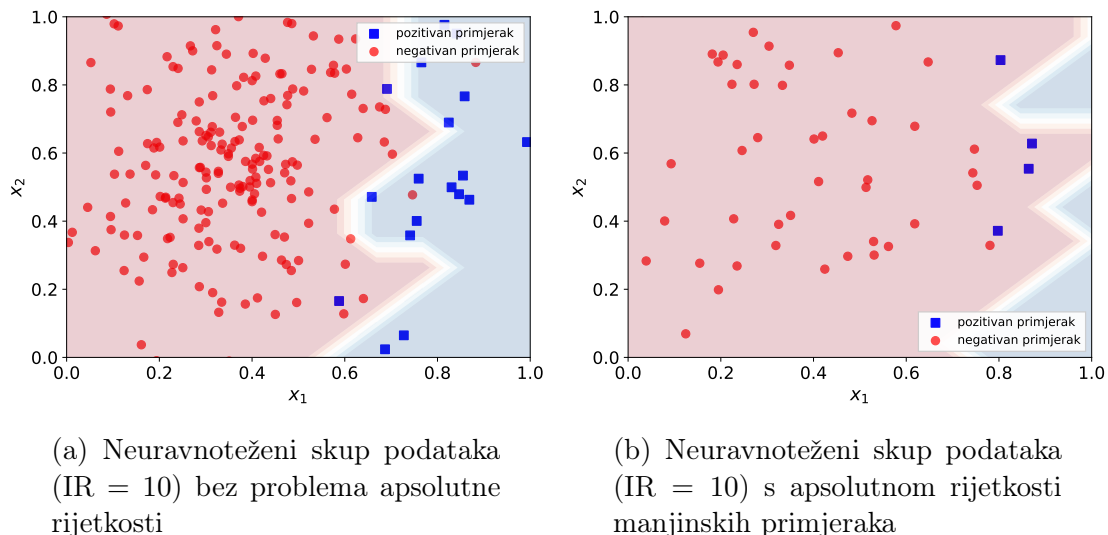 1.0
0.8
0.6
0.4
0.2
0.0
x2
0.0 0.2 0.4 0.6 0.8 1.0
x1
pozitivan primjerak
negativan primjerak
1.0
0.8
0.6
0.4
0.2
0.0
x2
0.0 0.2 0.4 0.6 0.8 1.0
x1
pozitivan primjerak
negativan primjerak
(a) Neuravnoteženi skup podataka
(IR = 10) bez problema apsolutne
rijetkosti
(b) Neuravnoteženi skup podataka
(IR = 10) s apsolutnom rijetkosti
manjinskih primjeraka